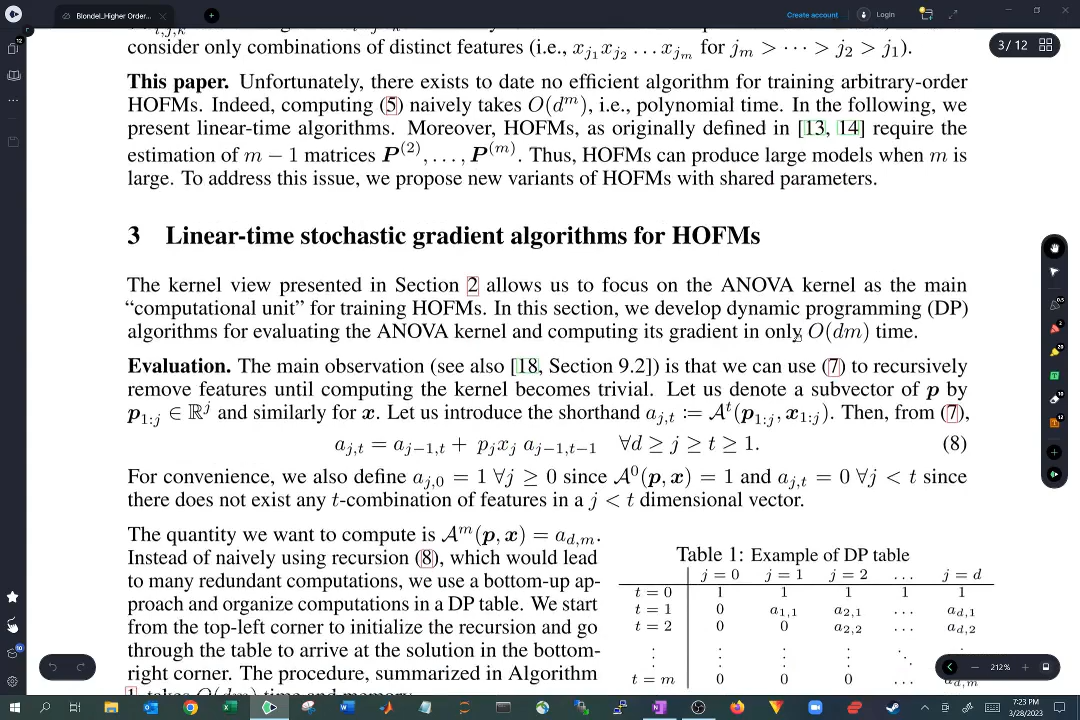 Blondel_Higher Order...
Create account
Login
consider only combinations of distinct features (i.e., x_{j_1}x_{j_2} . . . x_{j_m} for j_m > · · · > j_2 > j_1).
3 / 12
This paper. Unfortunately, there exists to date no efficient algorithm for training arbitrary-order
HOFMs. Indeed, computing (5) naively takes O(d^m), i.e., polynomial time. In the following, we
present linear-time algorithms. Moreover, HOFMs, as originally defined in [13, 14] require the
estimation of m − 1 matrices P^{(2)}, . . . , P^{(m)}. Thus, HOFMs can produce large models when m is
large. To address this issue, we propose new variants of HOFMs with shared parameters.
3 Linear-time stochastic gradient algorithms for HOFMs
The kernel view presented in Section 2 allows us to focus on the ANOVA kernel as the main
“computational unit” for training HOFMs. In this section, we develop dynamic programming (DP)
algorithms for evaluating the ANOVA kernel and computing its gradient in only O(dm) time.
Evaluation. The main observation (see also [18, Section 9.2]) is that we can use (7) to recursively
remove features until computing the kernel becomes trivial. Let us denote a subvector of p by
p_{1:j} ∈ ℝ^j and similarly for x. Let us introduce the shorthand a_{j,t} := 𝒜^t(p_{1:j}, x_{1:j}). Then, from (7),
a_{j,t} = a_{j−1,t} + p_j x_j a_{j−1,t−1} ∀d ≥ j ≥ t ≥ 1. (8)
For convenience, we also define a_{j,0} = 1 ∀j ≥ 0 since 𝒜^0(p, x) = 1 and a_{j,t} = 0 ∀j < t since
there does not exist any t-combination of features in a j < t dimensional vector.
The quantity we want to compute is 𝒜^m(p, x) = a_{d,m}.
Instead of naively using recursion (8), which would lead
to many redundant computations, we use a bottom-up ap-
proach and organize computations in a DP table. We start
from the top-left corner to initialize the recursion and go
through the table to arrive at the solution in the bottom-
right corner. The procedure, summarized in Algorithm
1, takes O(dm) time and memory.
Table 1: Example of DP table
j = 0 j = 1 j = 2 . . . j = d
t = 0 1 1 1 1 1
t = 1 0 a_{1,1} a_{2,1} . . . a_{d,1}
t = 2 0 0 a_{2,2} . . . a_{d,2}
⋮ ⋮ ⋮ ⋮ ⋱ ⋮
t = m 0 0 0 . . . a_{d,m}
212%
7:23 PM
3/28/2023